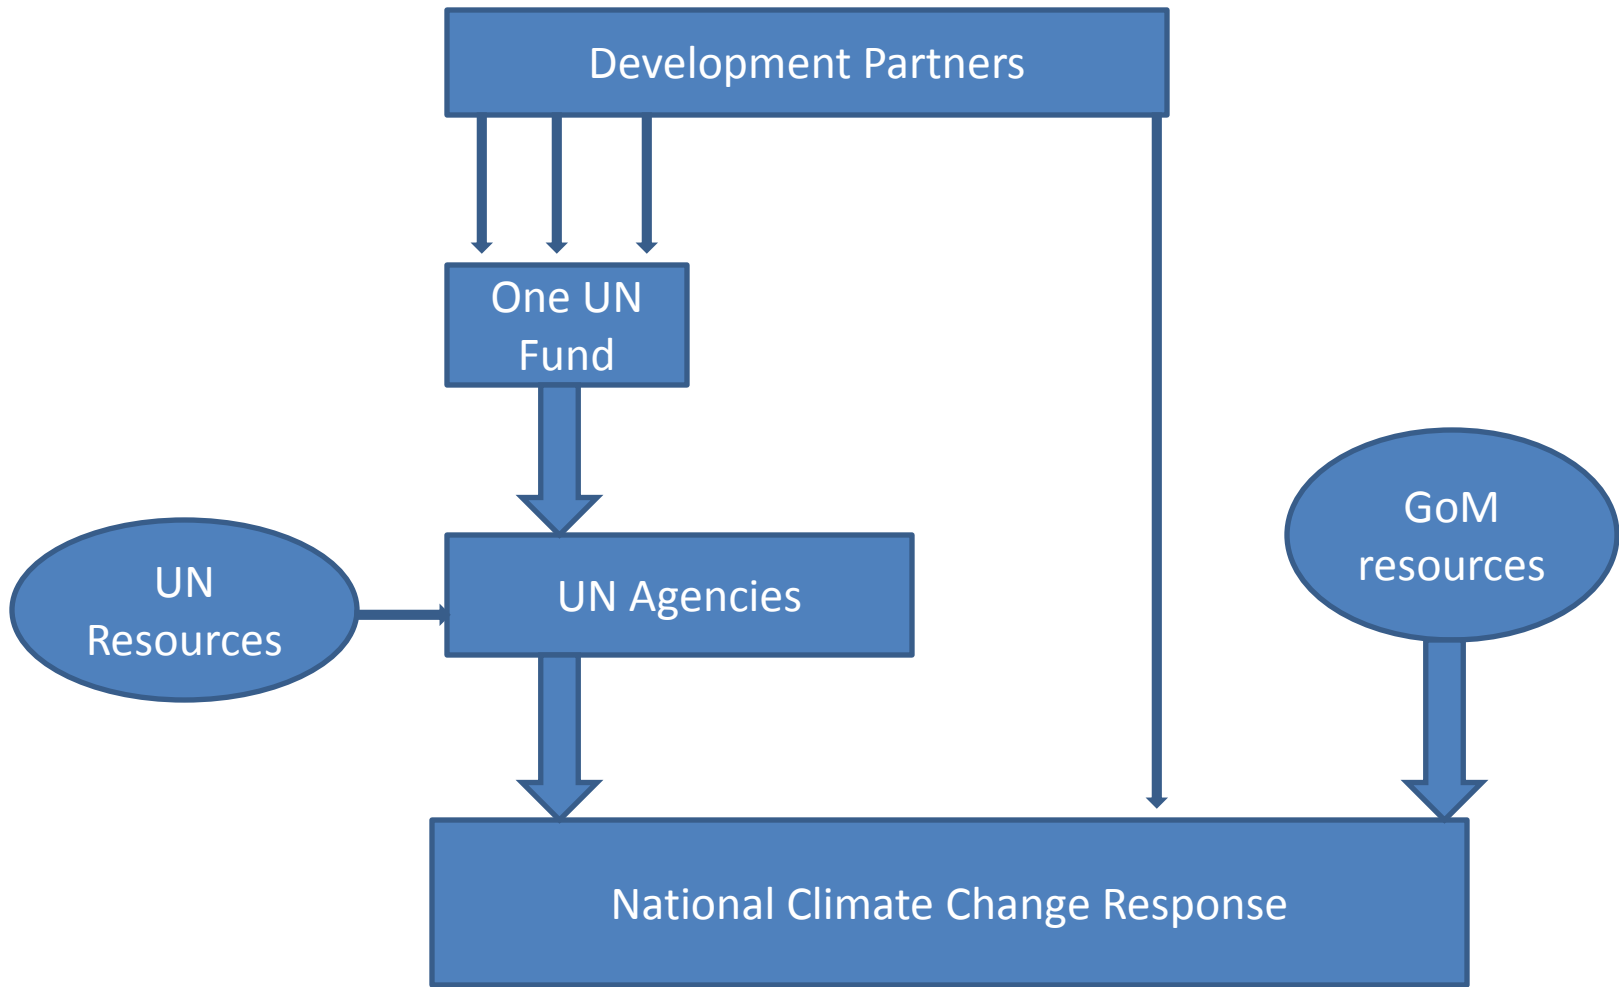 Development Partners
One UN
Fund
GoM
resources
UN
Resources
UN Agencies
National Climate Change Response